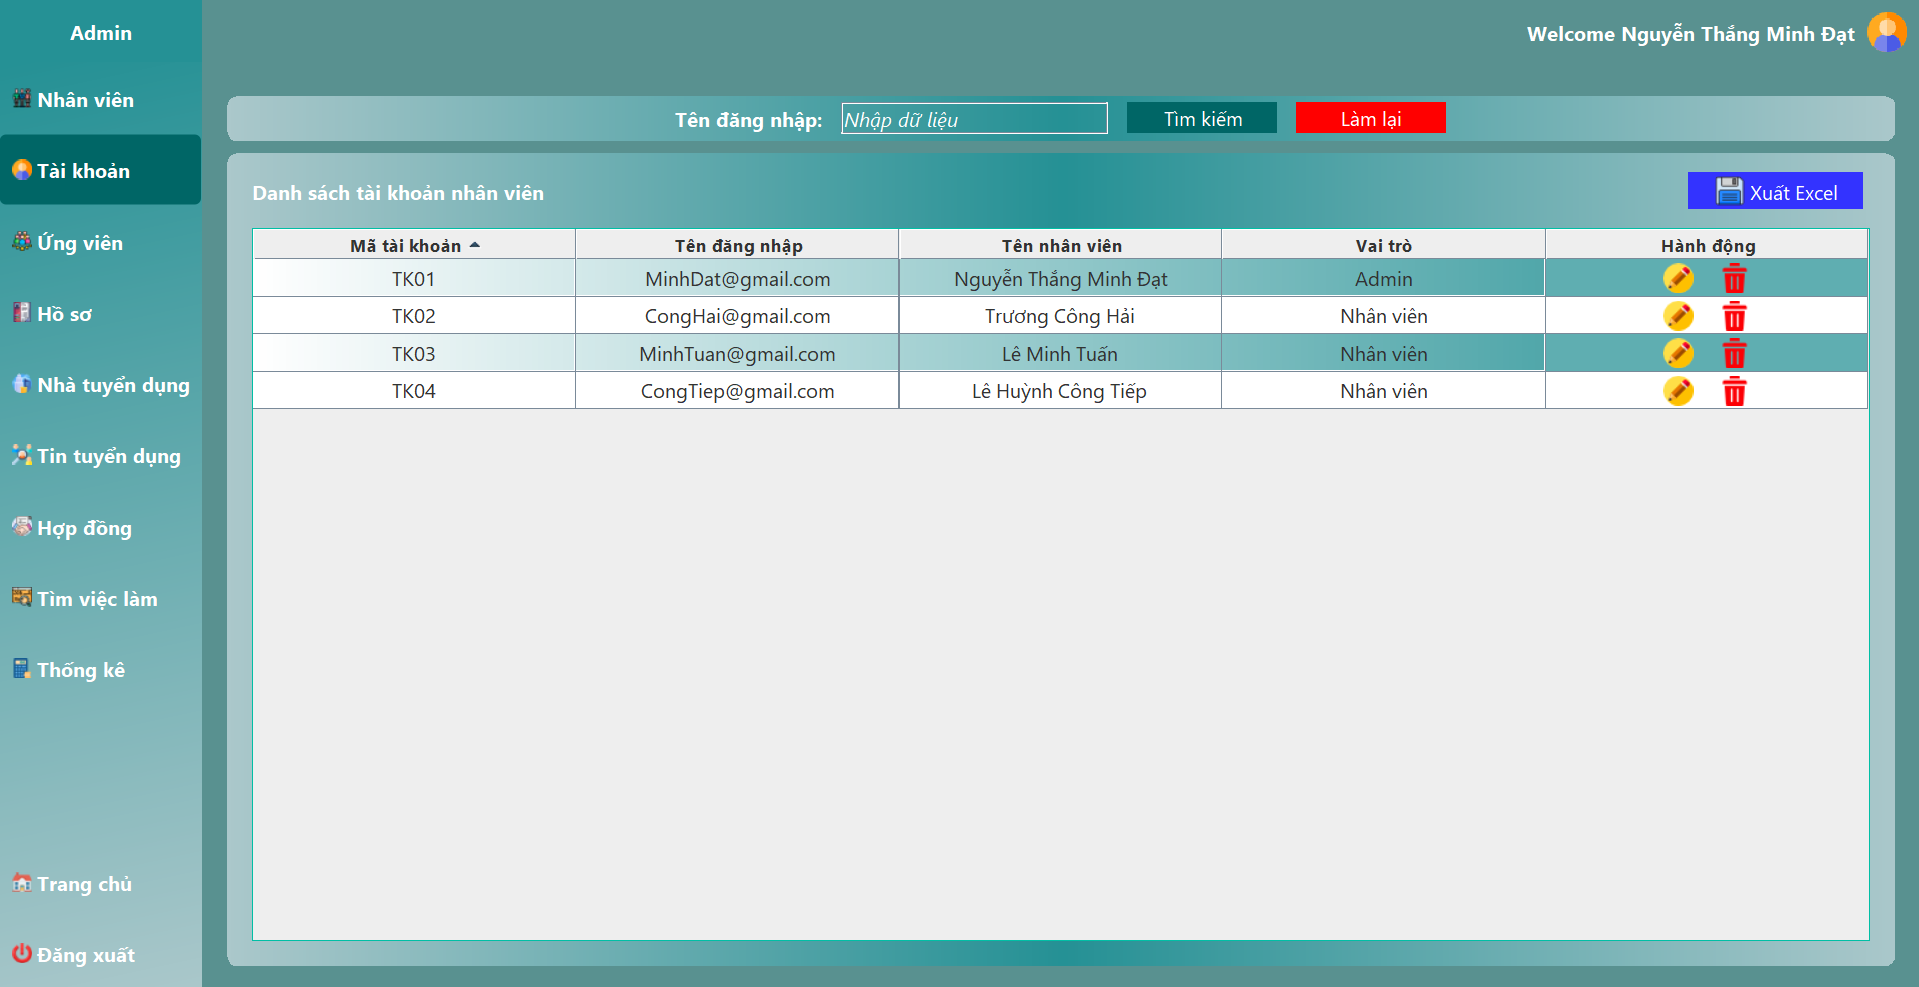 Admin
Welcome Nguyễn Thắng Minh Đạt
Nhân viên
Tài khoản
Ứng viên
Hồ sơ
Nhà tuyển dụng
Tin tuyển dụng
Hợp đồng
Tìm việc làm
Thống kê
Trang chủ
Đăng xuất
Tên đăng nhập: Nhập dữ liệu Tìm kiếm Làm lại
Danh sách tài khoản nhân viên Xuất Excel
Mã tài khoản Tên đăng nhập Tên nhân viên Vai trò Hành động
TK01 MinhDat@gmail.com Nguyễn Thắng Minh Đạt Admin
TK02 CongHai@gmail.com Trương Công Hải Nhân viên
TK03 MinhTuan@gmail.com Lê Minh Tuấn Nhân viên
TK04 CongTiep@gmail.com Lê Huỳnh Công Tiếp Nhân viên